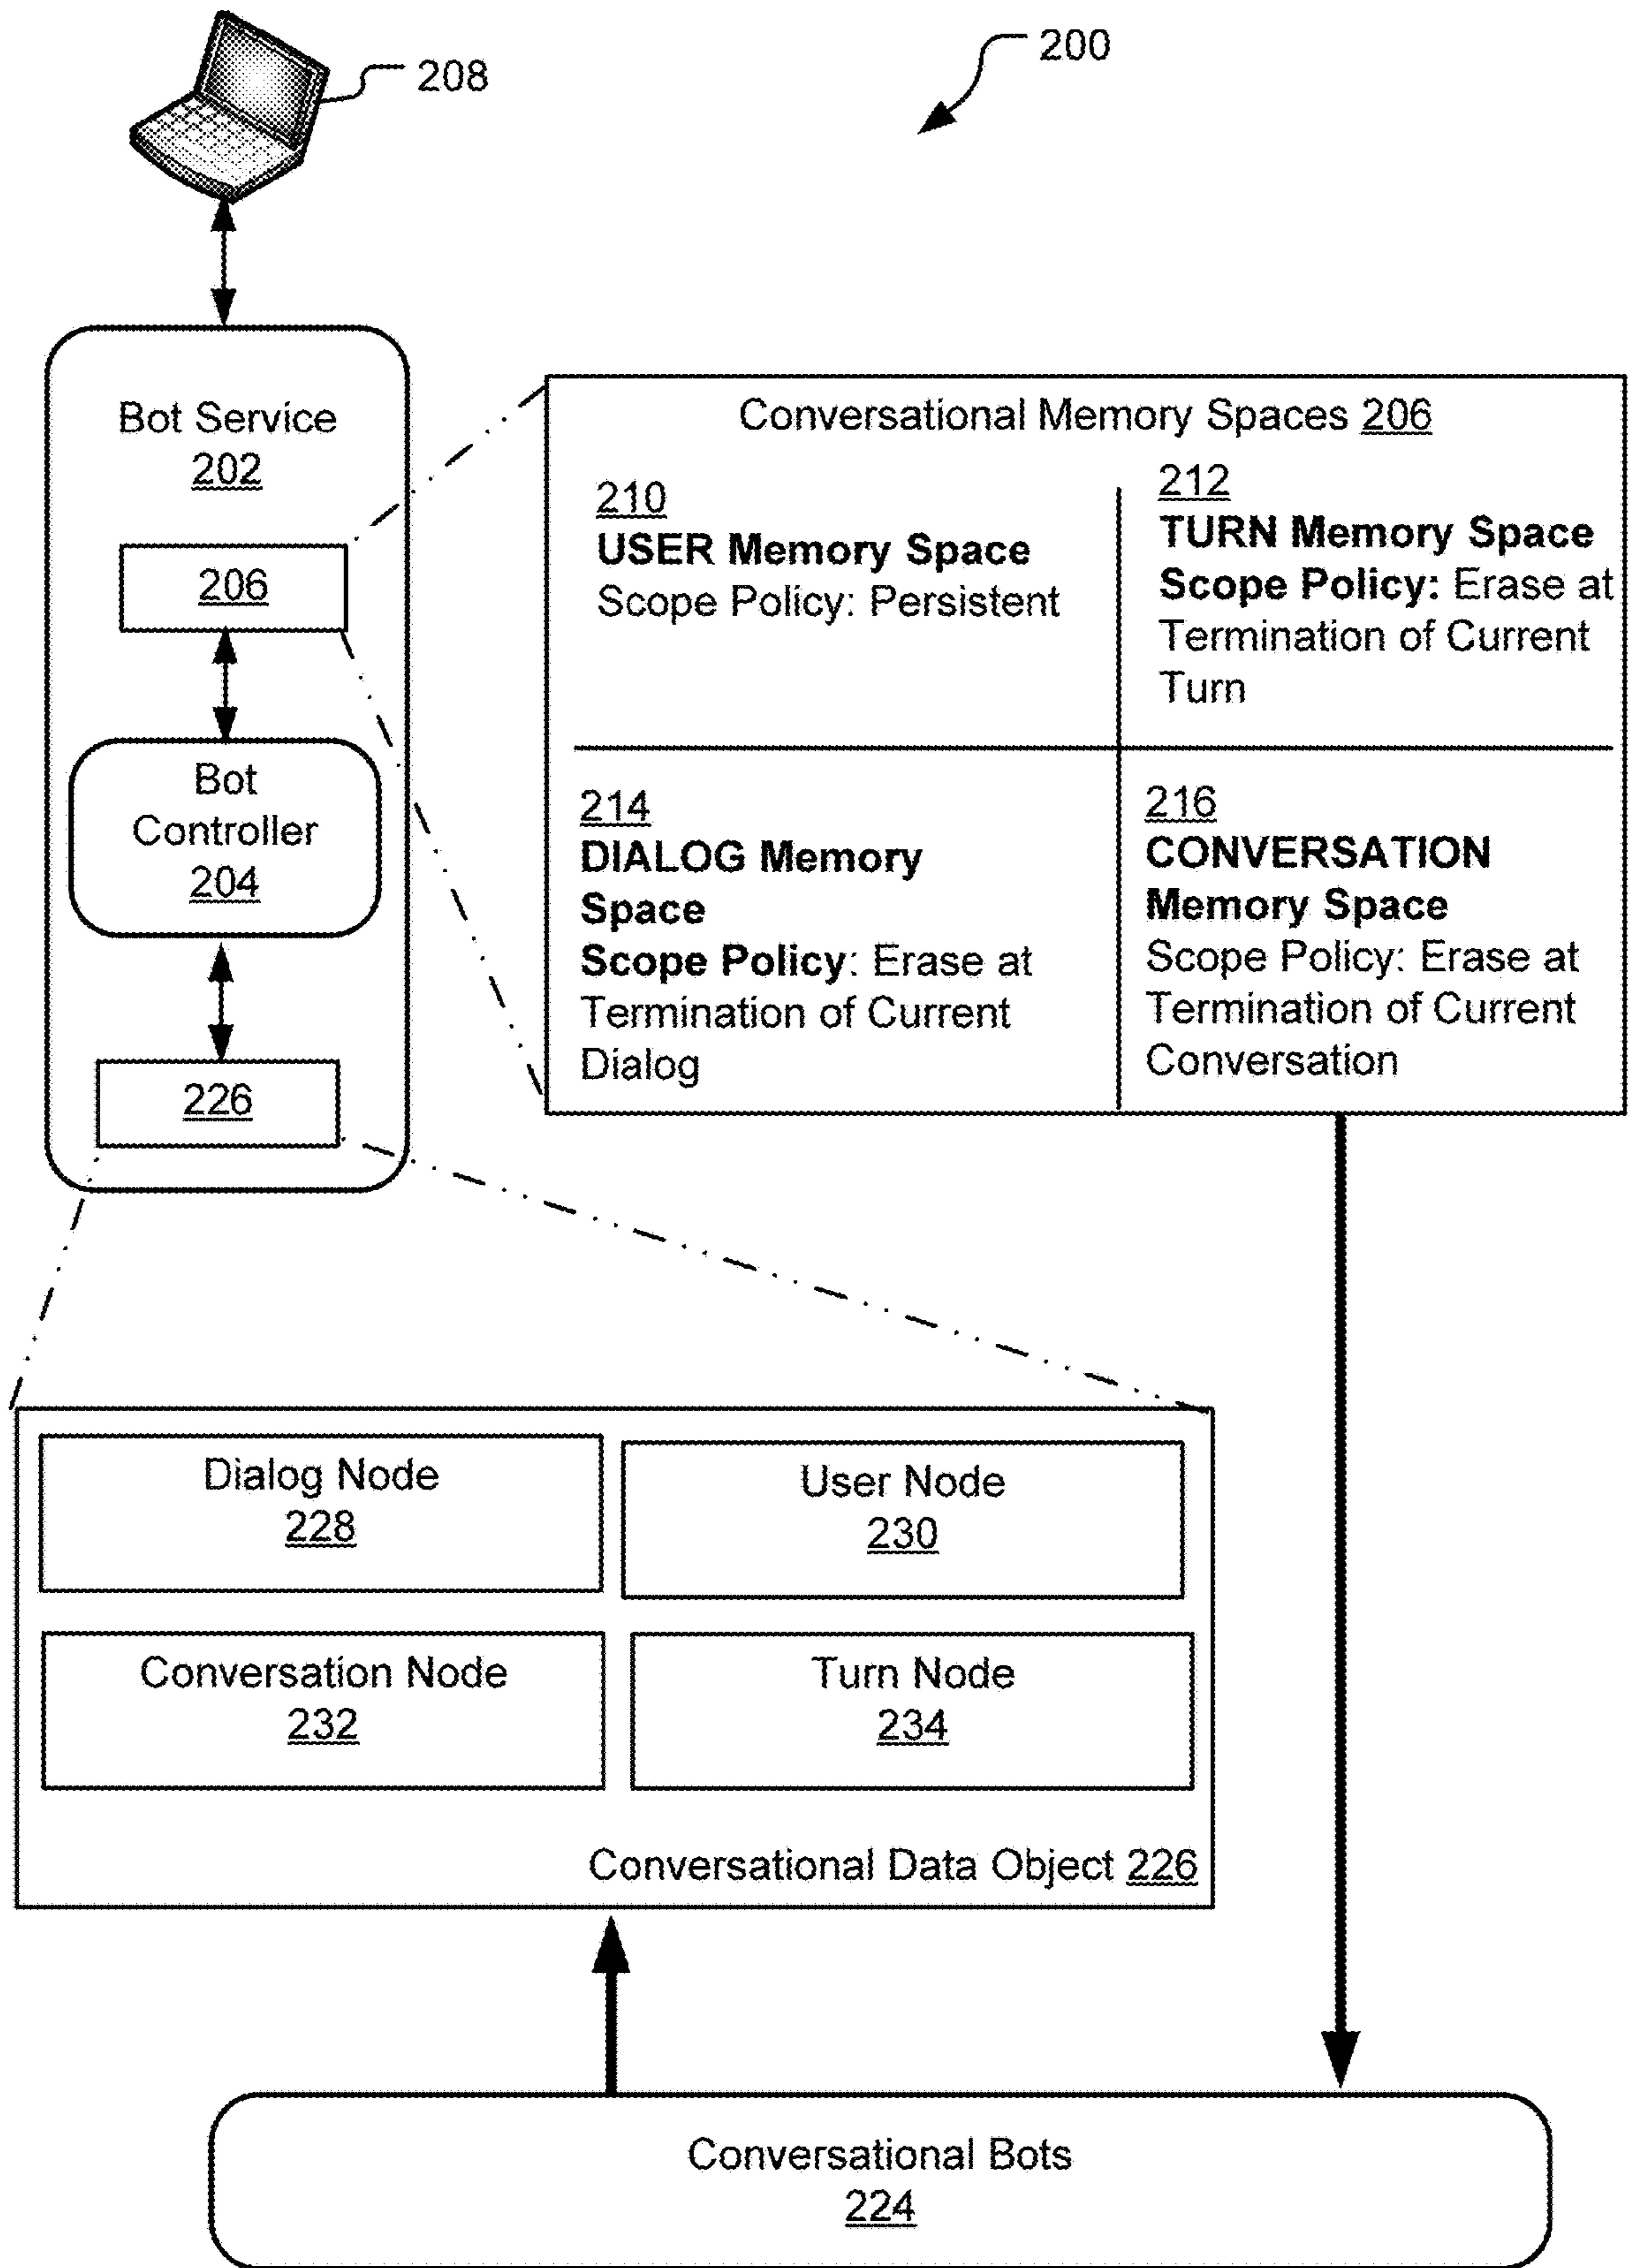 208
200
Bot Service
202
206
Bot
Controller
204
226
Conversational Memory Spaces 206
210
USER Memory Space
Scope Policy: Persistent
212
TURN Memory Space
Scope Policy: Erase at
Termination of Current
Turn
214
DIALOG Memory
Space
Scope Policy: Erase at
Termination of Current
Dialog
216
CONVERSATION
Memory Space
Scope Policy: Erase at
Termination of Current
Conversation
Dialog Node
228
User Node
230
Conversation Node
232
Turn Node
234
Conversational Data Object 226
Conversational Bots
224